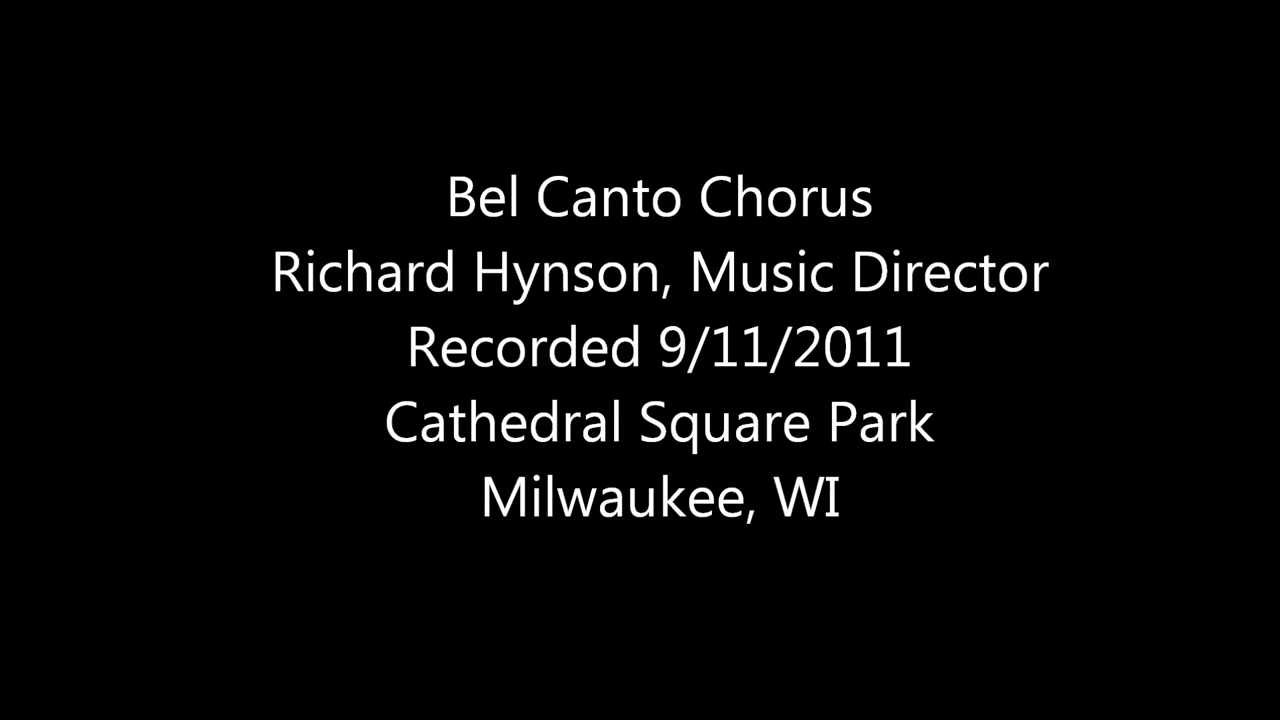 Bel Canto Chorus
Richard Hynson, Music Director
Recorded 9/11/2011
Cathedral Square Park
Milwaukee, WI